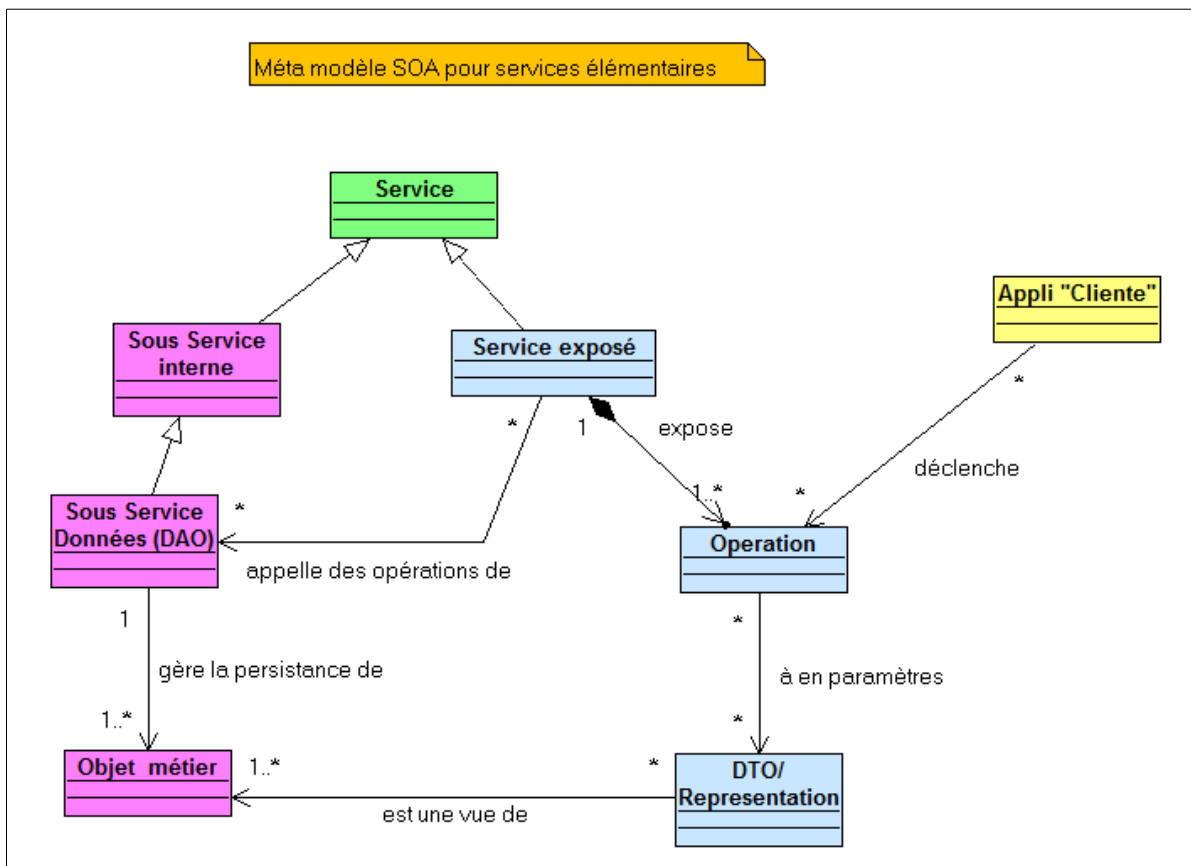 Méta modèle SOA pour services élémentaires
Service
Appli "Cliente"
Sous Service
interne
Service exposé
*
*
1
expose
déclenche
1..*
*
Sous Service
Données (DAO)
*
Operation
appelle des opérations de
1
*
gère la persistance de
à en paramètres
1..*
*
Objet métier
1..*
*
DTO/
Representation
est une vue de